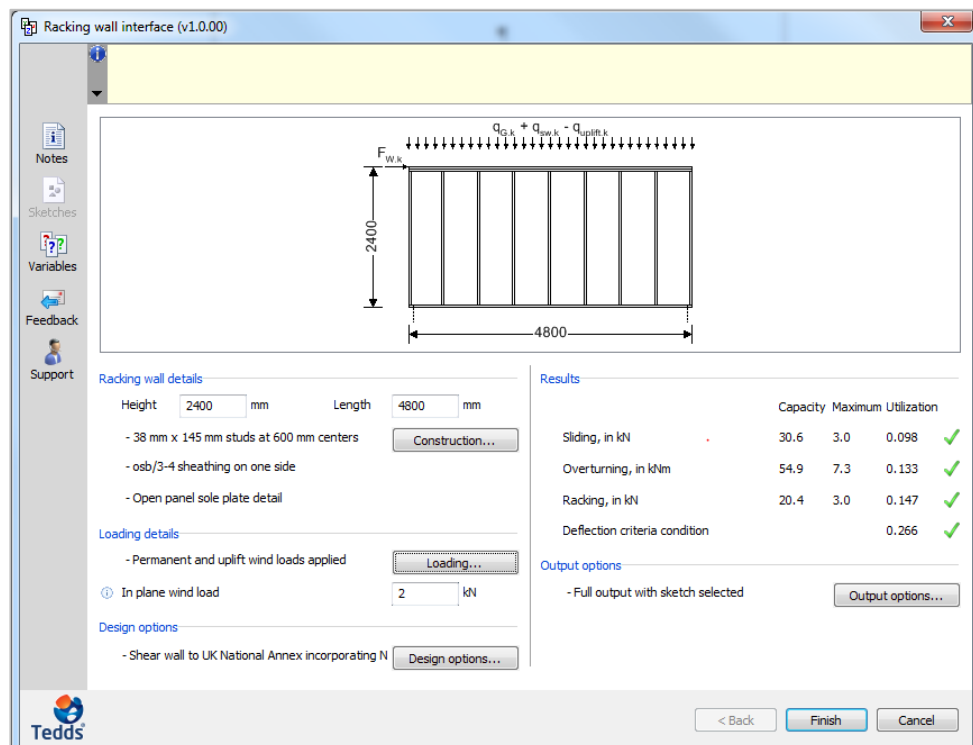 Racking wall interface (v1.0.00)
Notes
Sketches
Variables
Feedback
Support
qG.k + qsw.k - quplift.k
FW.k
2400
4800
Racking wall details
Height 2400 mm Length 4800 mm
- 38 mm x 145 mm studs at 600 mm centers Construction...
- osb/3-4 sheathing on one side
- Open panel sole plate detail
Loading details
- Permanent and uplift wind loads applied Loading...
In plane wind load 2 kN
Design options
- Shear wall to UK National Annex incorporating N Design options...
Results
Capacity Maximum Utilization
Sliding, in kN 30.6 3.0 0.098
Overturning, in kNm 54.9 7.3 0.133
Racking, in kN 20.4 3.0 0.147
Deflection criteria condition 0.266
Output options
- Full output with sketch selected Output options...
Tedds
< Back Finish Cancel